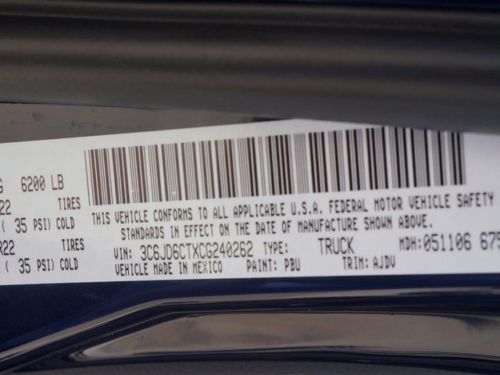 G 6200 LB
22 TIRES
( 35 PSI) COLD
R22 TIRES
( 35 PSI) COLD
THIS VEHICLE CONFORMS TO ALL APPLICABLE U.S.A. FEDERAL MOTOR VEHICLE SAFETY
STANDARDS IN EFFECT ON THE DATE OF MANUFACTURE SHOWN ABOVE.
VIN: 3C6JD6CTXCG240262 TYPE: TRUCK MDH:051106 675
VEHICLE MADE IN MEXICO PAINT: PBU TRIM: AJDV